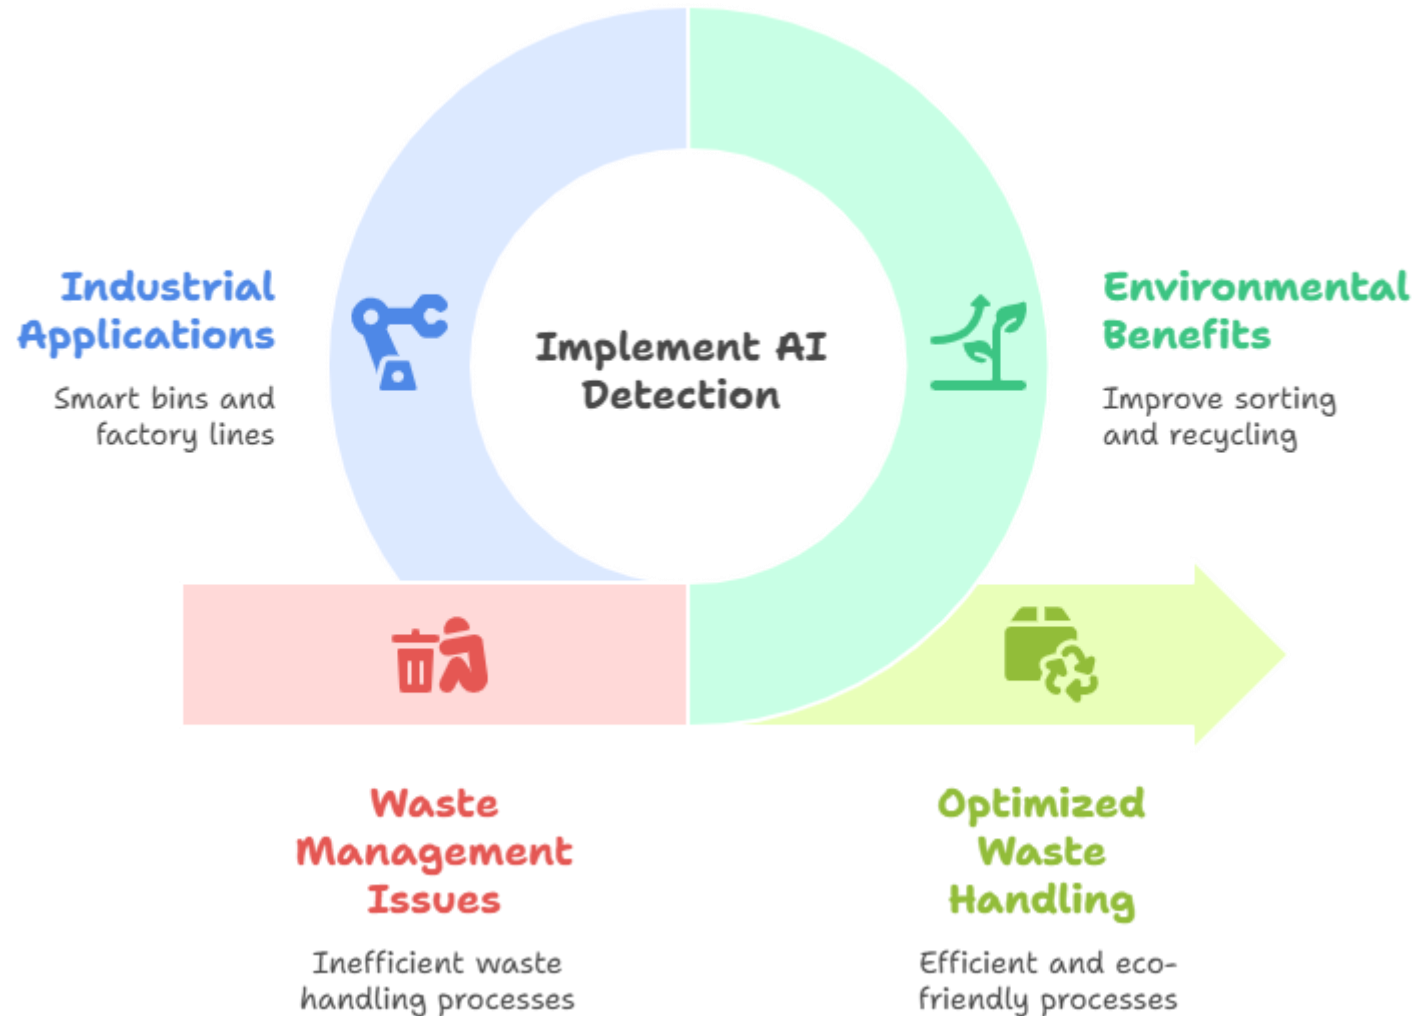 Industrial
Applications
Smart bins and
factory lines
Implement AI
Detection
Environmental
Benefits
Improve sorting
and recycling
Waste
Management
Issues
Inefficient waste
handling processes
Optimized
Waste
Handling
Efficient and eco-
friendly processes